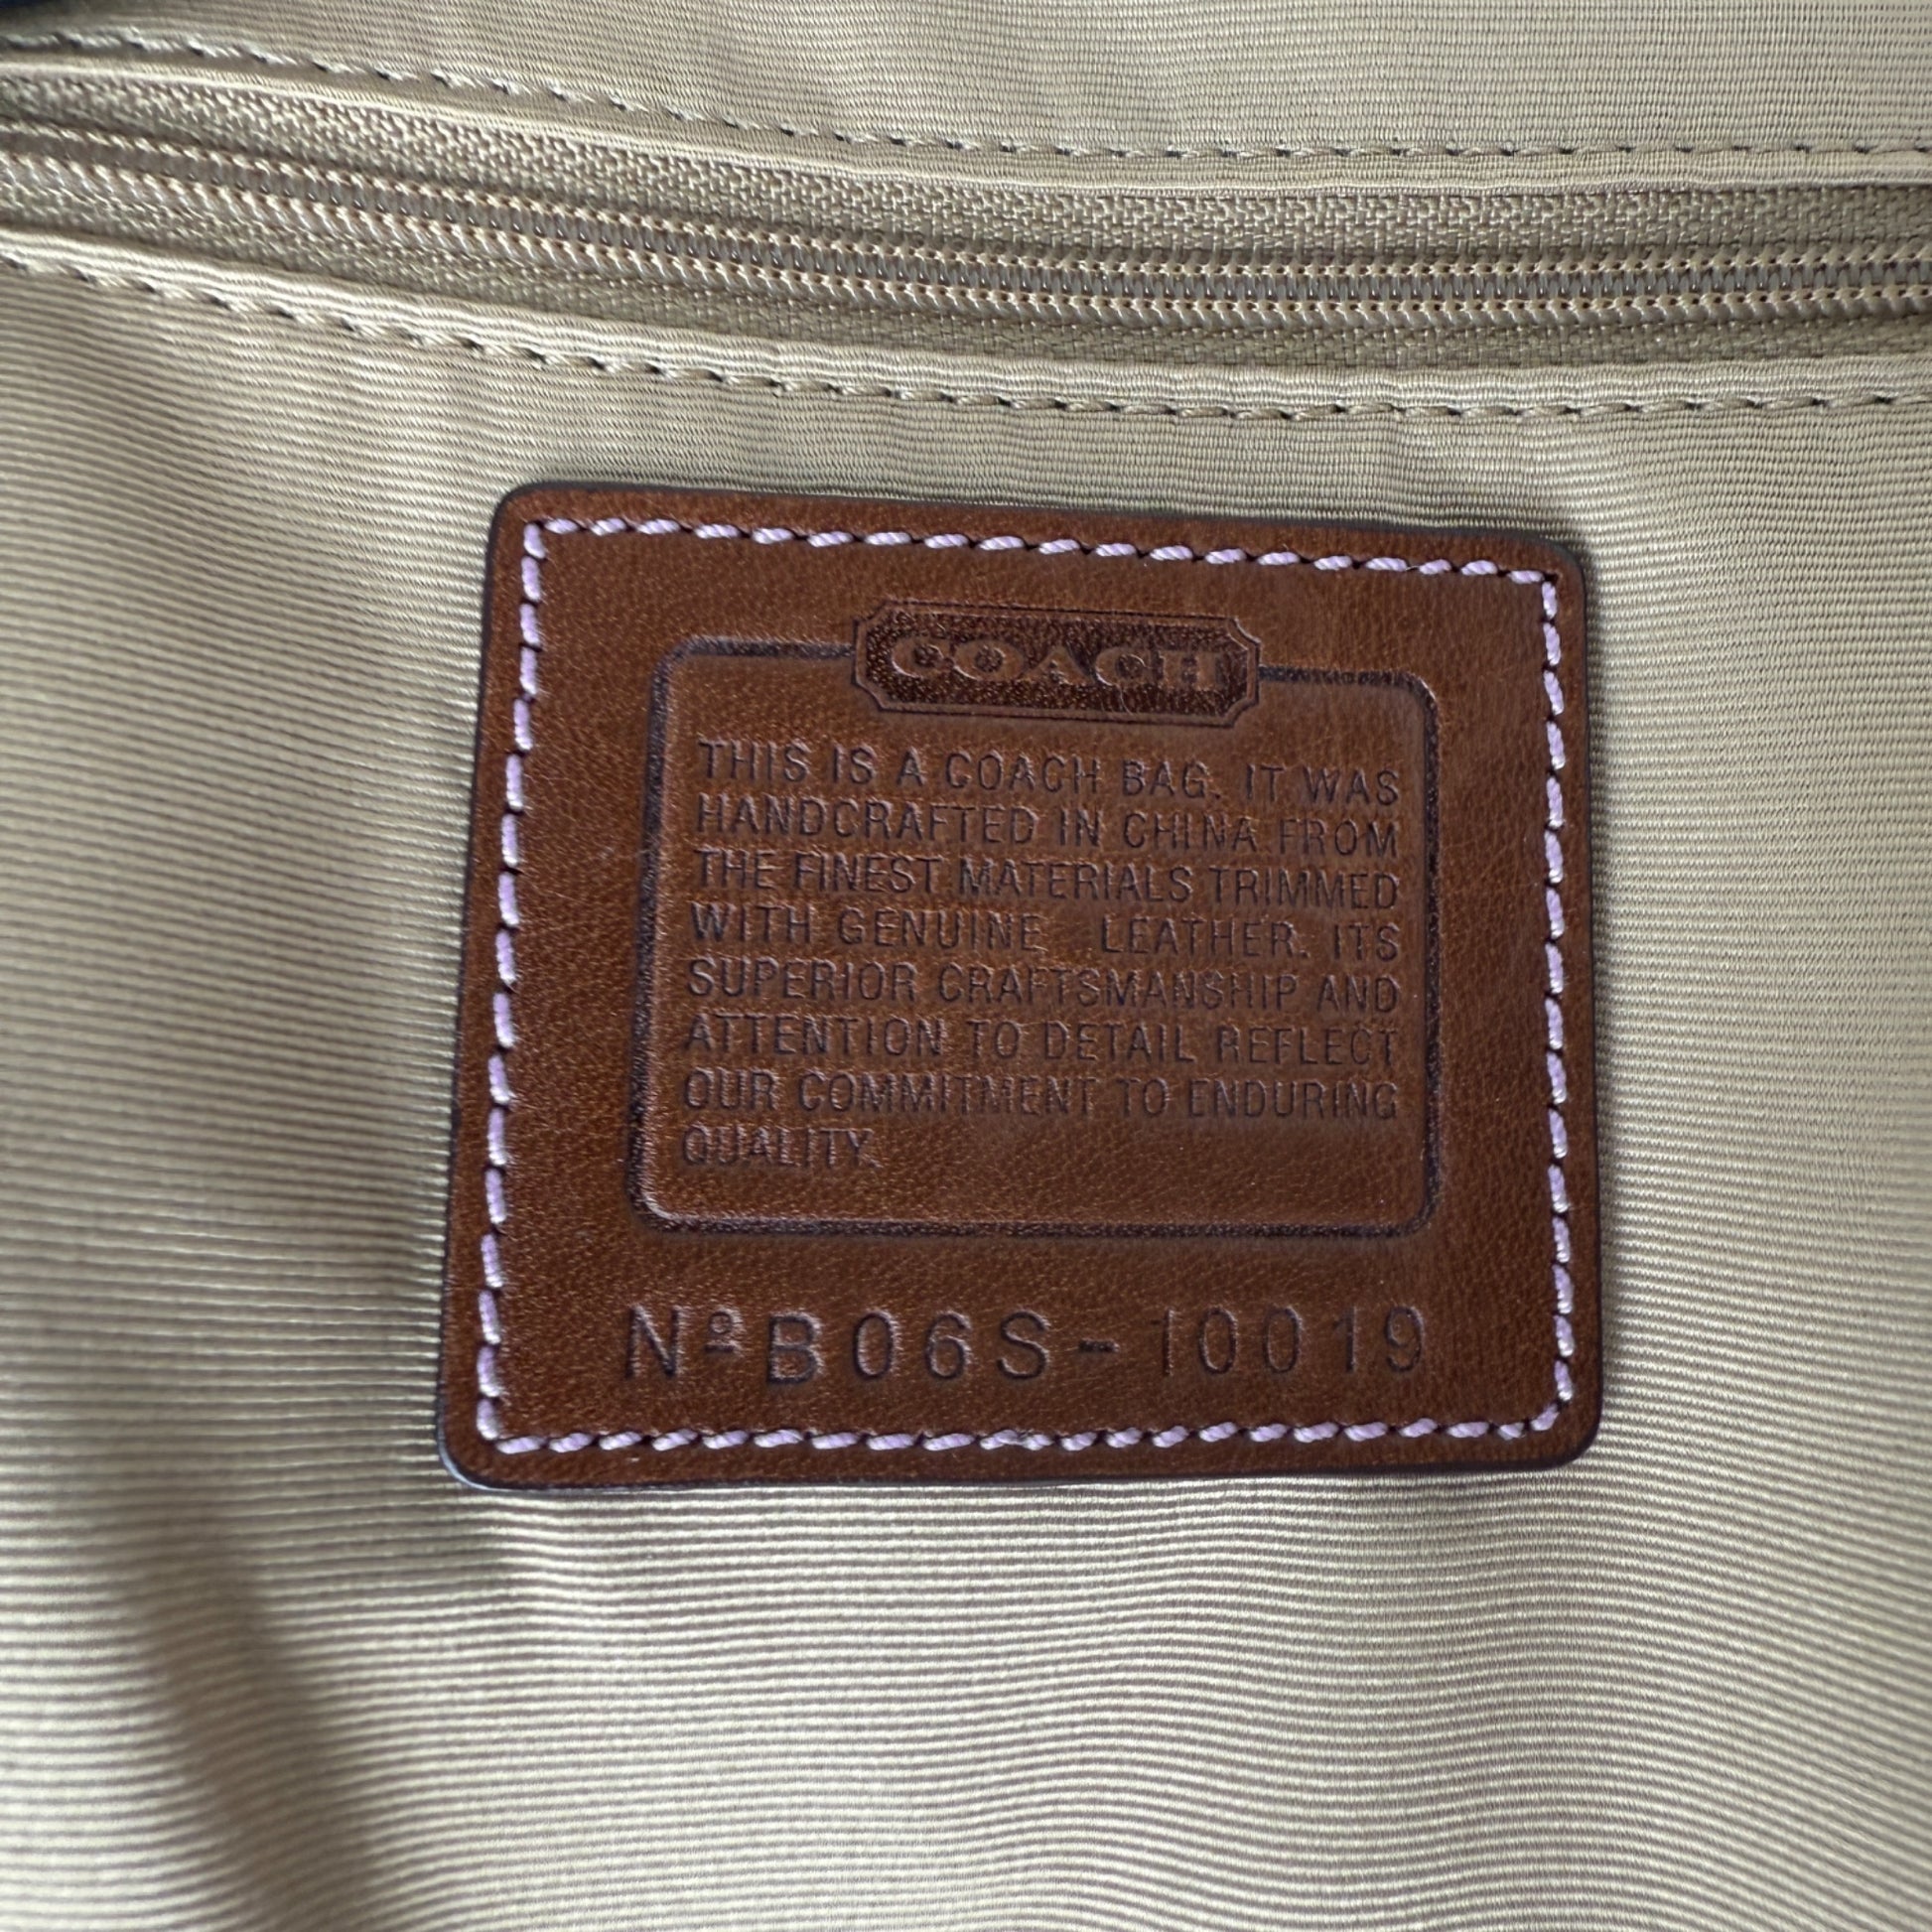 COACH
THIS IS A COACH BAG. IT WAS
HANDCRAFTED IN CHINA FROM
THE FINEST MATERIALS TRIMMED
WITH GENUINE LEATHER. ITS
SUPERIOR CRAFTSMANSHIP AND
ATTENTION TO DETAIL REFLECT
OUR COMMITMENT TO ENDURING
QUALITY.
Nº B06S-10019